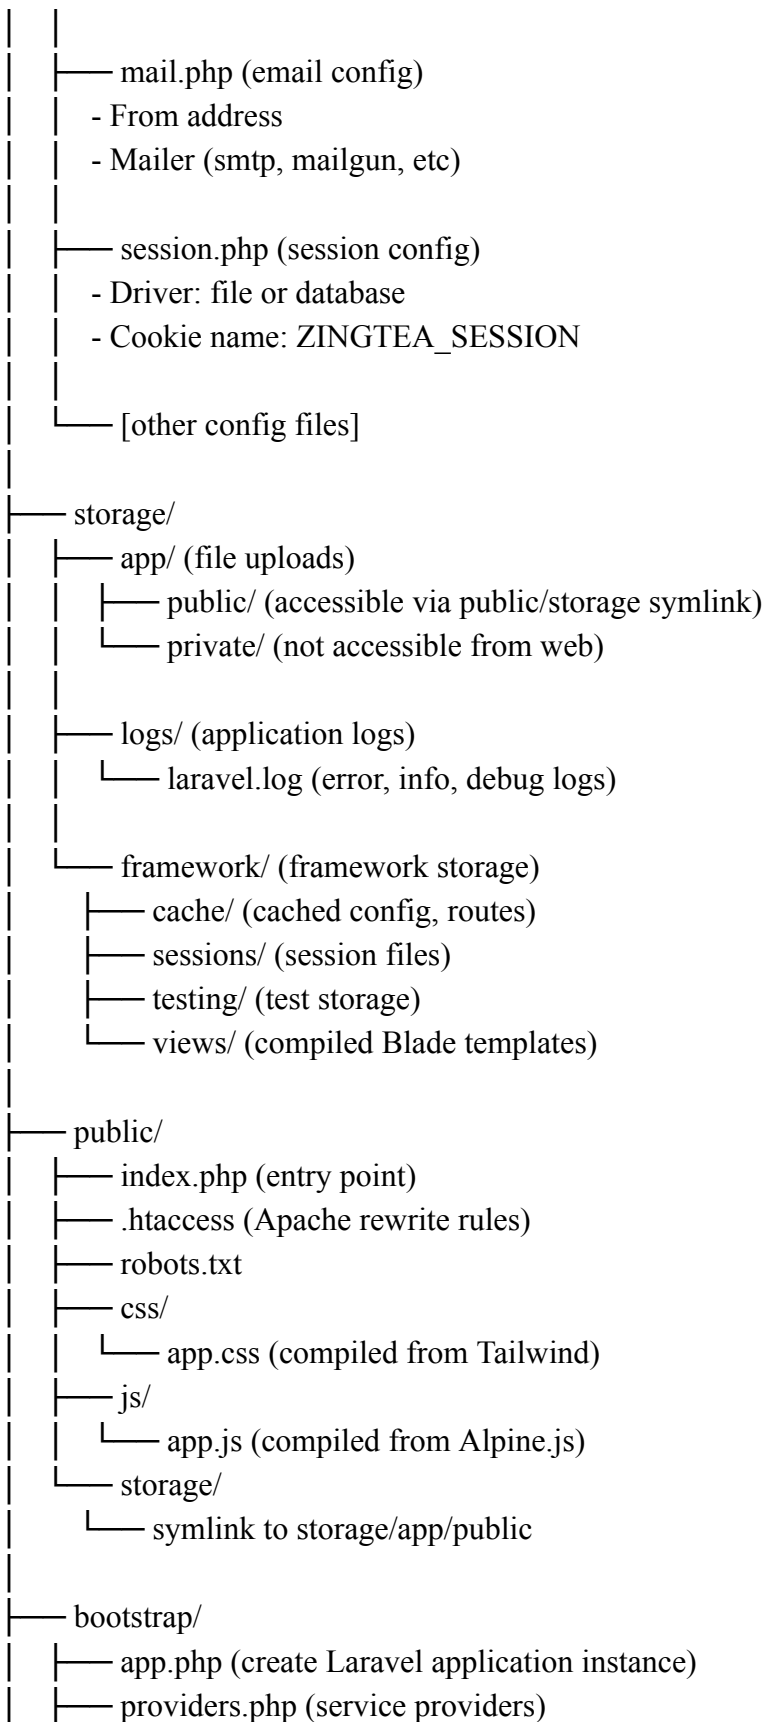 │ │
│ ├── mail.php (email config)
│ │ - From address
│ │ - Mailer (smtp, mailgun, etc)
│ │
│ ├── session.php (session config)
│ │ - Driver: file or database
│ │ - Cookie name: ZINGTEA_SESSION
│ │
│ └── [other config files]
│
├── storage/
│ ├── app/ (file uploads)
│ │ ├── public/ (accessible via public/storage symlink)
│ │ └── private/ (not accessible from web)
│ │
│ ├── logs/ (application logs)
│ │ └── laravel.log (error, info, debug logs)
│ │
│ └── framework/ (framework storage)
│ ├── cache/ (cached config, routes)
│ ├── sessions/ (session files)
│ ├── testing/ (test storage)
│ └── views/ (compiled Blade templates)
│
├── public/
│ ├── index.php (entry point)
│ ├── .htaccess (Apache rewrite rules)
│ ├── robots.txt
│ ├── css/
│ │ └── app.css (compiled from Tailwind)
│ ├── js/
│ │ └── app.js (compiled from Alpine.js)
│ └── storage/
│ └── symlink to storage/app/public
│
├── bootstrap/
│ ├── app.php (create Laravel application instance)
│ ├── providers.php (service providers)